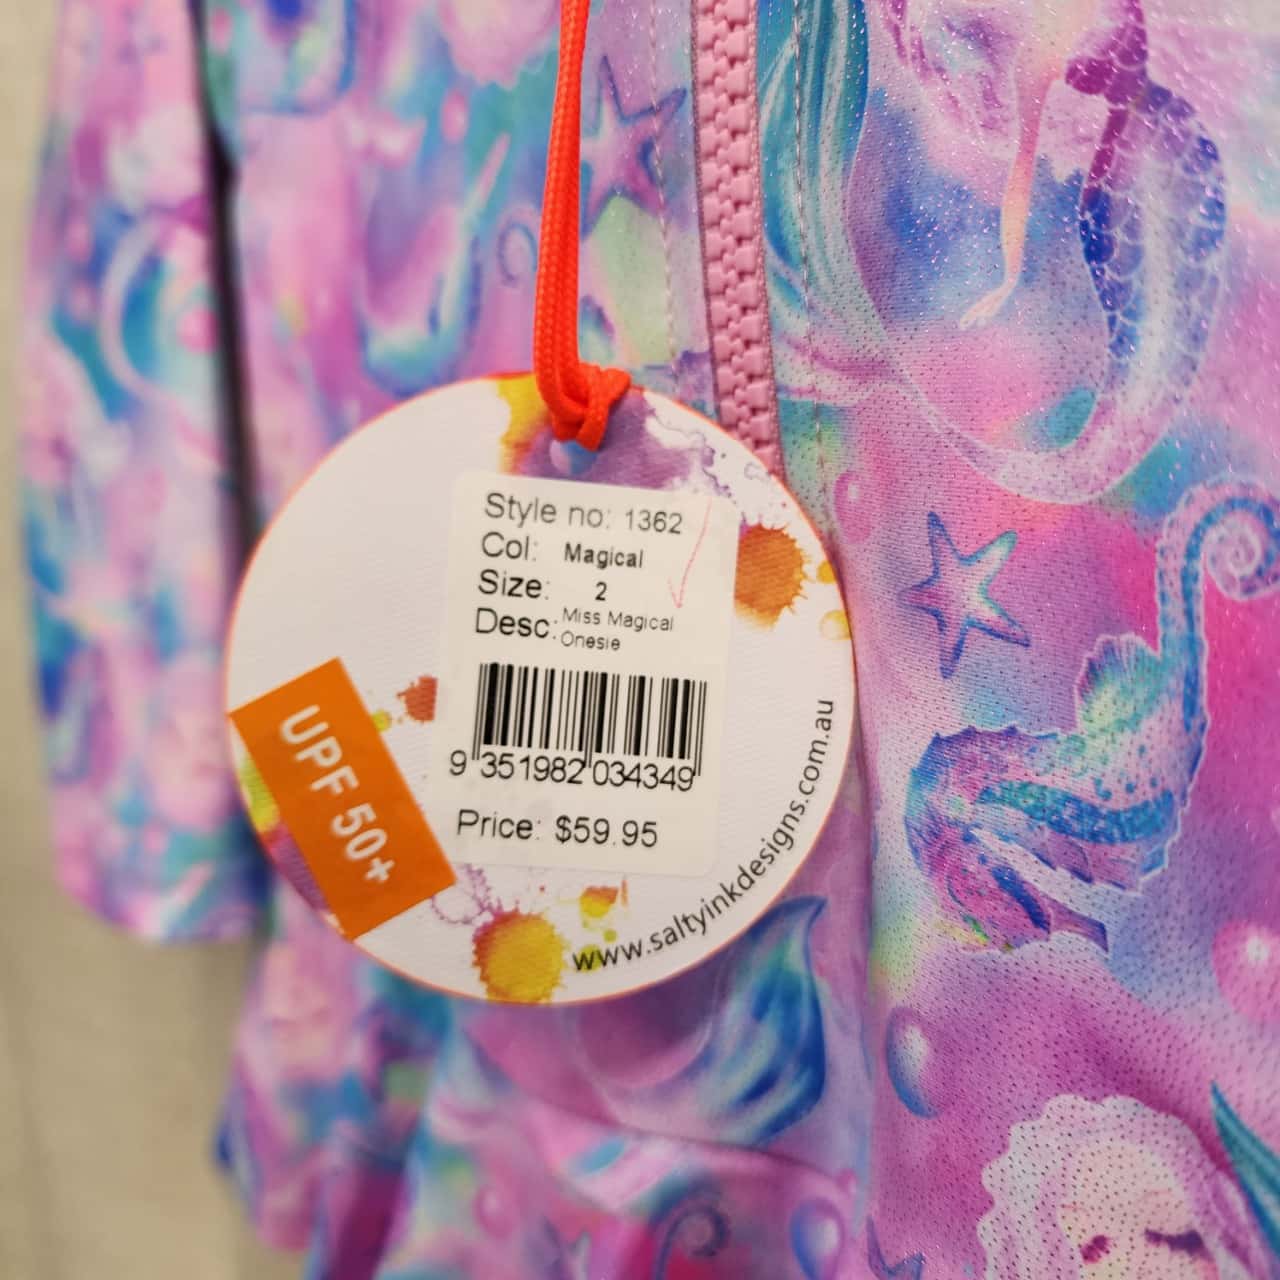 Style no: 1362
Col: Magical
Size: 2
Desc: Miss Magical
Onesie
9 351982 034349
Price: $59.95
UPF 50+
www.saltyinkdesigns.com.au